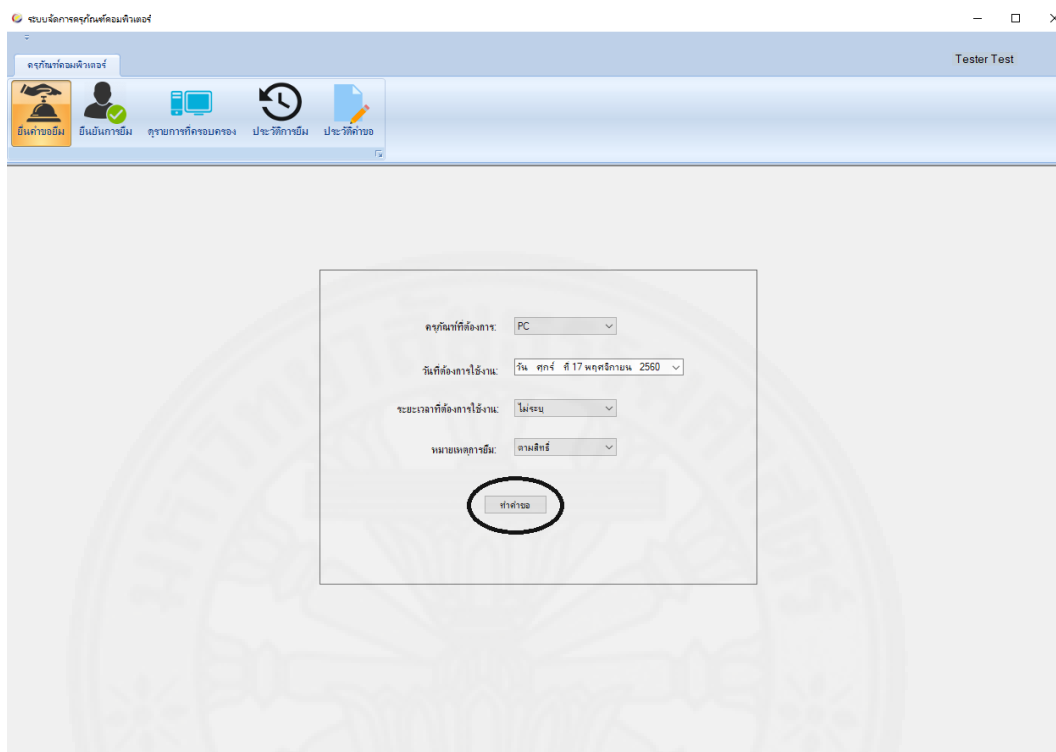 ระบบจัดการครุภัณฑ์คอมพิวเตอร์
ครุภัณฑ์คอมพิวเตอร์
Tester Test
ยื่นคำขอยืม
ยืนยันการยืม
ดูรายการที่ครอบครอง
ประวัติการยืม
ประวัติคำขอ
ครุภัณฑ์ที่ต้องการ: PC
วันที่ต้องการใช้งาน: วัน ศุกร์ ที่ 17 พฤศจิกายน 2560
ระยะเวลาที่ต้องการใช้งาน: ไม่ระบุ
หมายเหตุการยืม: ตามสิทธิ์
ทำคำขอ